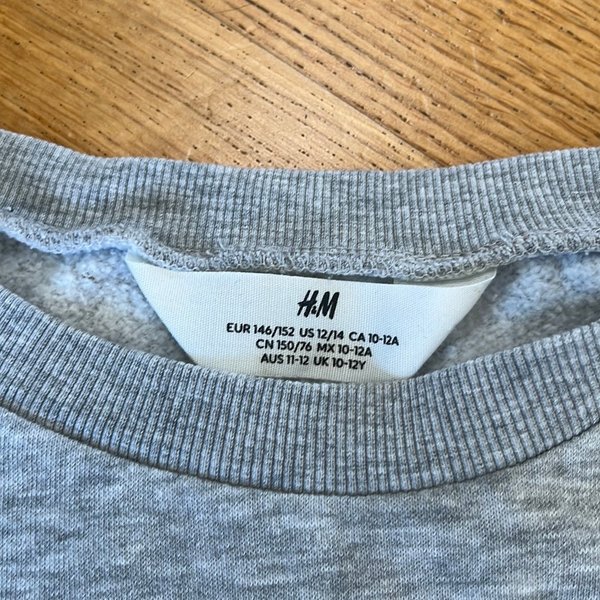 H&M
EUR 146/152 US 12/14 CA 10-12A
CN 150/76 MX 10-12A
AUS 11-12 UK 10-12Y